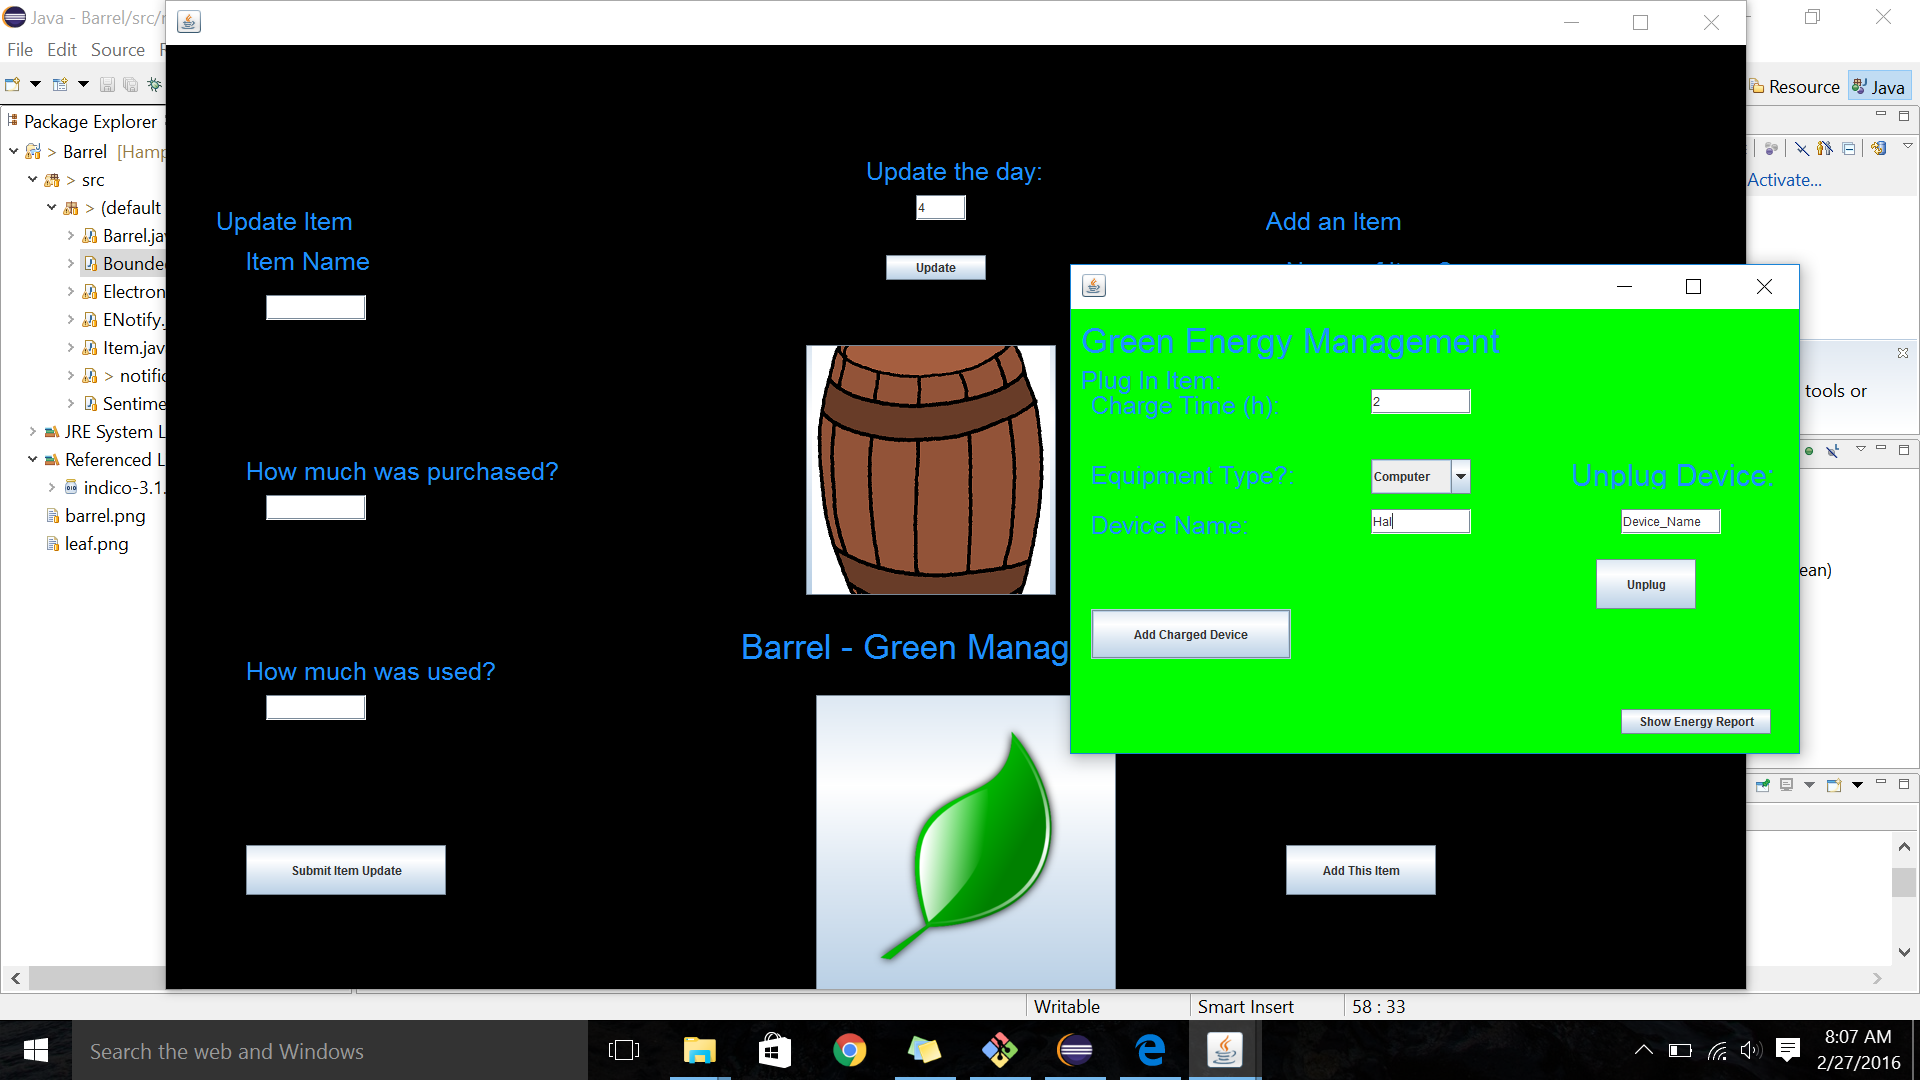 Java - Barrel/src/
File Edit Source
Resource
Java
Package Explorer
> Barrel [Ham
> src
> (default
Barrel.ja
Bounde
Electron
ENotify.
Item.jav
> notific
Sentime
JRE System L
Referenced L
indico-3.1.
barrel.png
leaf.png
Activate...
tools or
ean)
Update the day:
4
Update
Update Item
Item Name
How much was purchased?
How much was used?
Submit Item Update
Barrel - Green Manag
Add an Item
Add This Item
Green Energy Management
Plug In Item:
Charge Time (h):
2
Equipment Type?:
Computer
Unplug Device:
Device Name:
Hal
Device_Name
Unplug
Add Charged Device
Show Energy Report
Writable
Smart Insert
58 : 33
Search the web and Windows
8:07 AM
2/27/2016